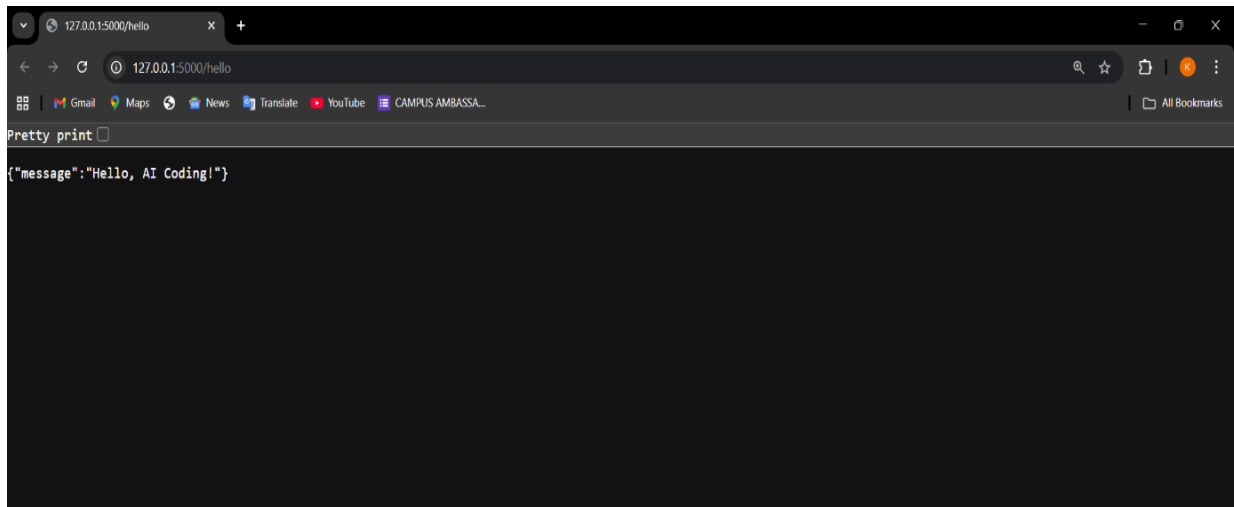 127.0.0.1:5000/hello
127.0.0.1:5000/hello
K
Gmail Maps News Translate YouTube CAMPUS AMBASSA... All Bookmarks
Pretty print
{"message":"Hello, AI Coding!"}